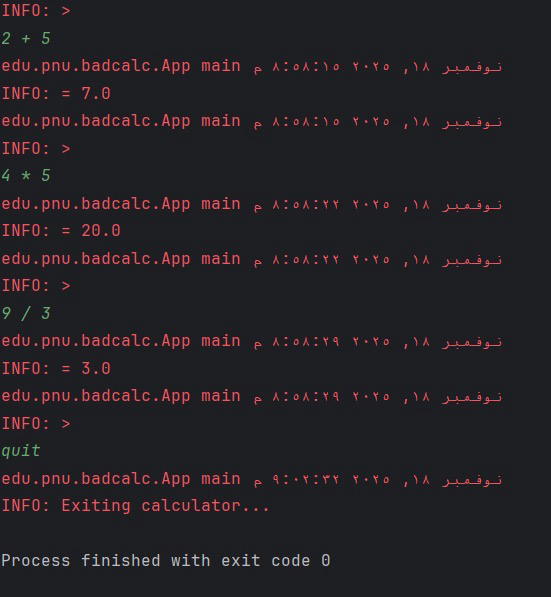 INFO: >
2 + 5
edu.pnu.badcalc.App main نوفمبر ١٨, ٢٠٢٥ ٨:٥٨:١٥ م
INFO: = 7.0
edu.pnu.badcalc.App main نوفمبر ١٨, ٢٠٢٥ ٨:٥٨:١٥ م
INFO: >
4 * 5
edu.pnu.badcalc.App main نوفمبر ١٨, ٢٠٢٥ ٨:٥٨:٢٢ م
INFO: = 20.0
edu.pnu.badcalc.App main نوفمبر ١٨, ٢٠٢٥ ٨:٥٨:٢٢ م
INFO: >
9 / 3
edu.pnu.badcalc.App main نوفمبر ١٨, ٢٠٢٥ ٨:٥٨:٢٩ م
INFO: = 3.0
edu.pnu.badcalc.App main نوفمبر ١٨, ٢٠٢٥ ٨:٥٨:٢٩ م
INFO: >
quit
edu.pnu.badcalc.App main نوفمبر ١٨, ٢٠٢٥ ٩:٠٢:٣٢ م
INFO: Exiting calculator...
Process finished with exit code 0